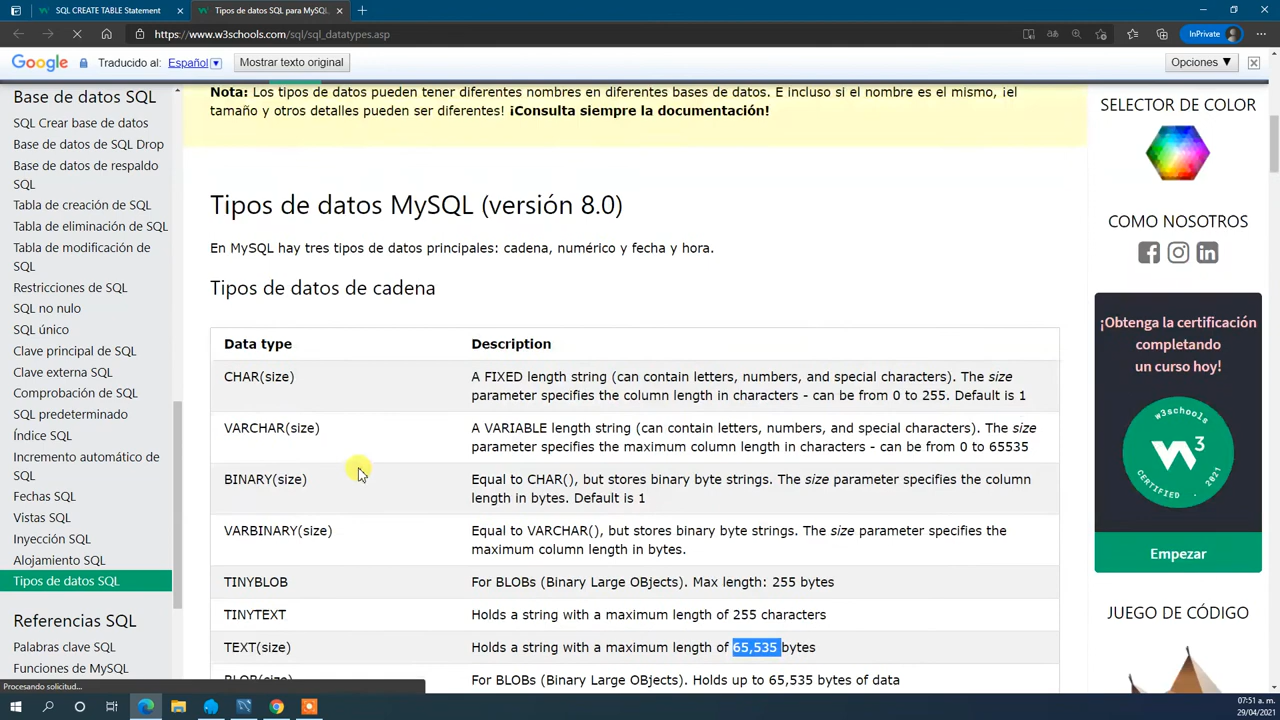 SQL CREATE TABLE Statement
Tipos de datos SQL para MySQL
https://www.w3schools.com/sql/sql_datatypes.asp
InPrivate
Google
Traducido al: Español
Mostrar texto original
Opciones ▼
Base de datos SQL
SQL Crear base de datos
Base de datos de SQL Drop
Base de datos de respaldo
SQL
Tabla de creación de SQL
Tabla de eliminación de SQL
Tabla de modificación de
SQL
Restricciones de SQL
SQL no nulo
SQL único
Clave principal de SQL
Clave externa de SQL
Comprobación de SQL
SQL predeterminado
Índice SQL
Incremento automático de
SQL
Fechas SQL
Vistas SQL
Inyección SQL
Alojamiento SQL
Tipos de datos SQL
Referencias SQL
Palabras clave SQL
Funciones de MySQL
Procesando solicitud...
Nota: Los tipos de datos pueden tener diferentes nombres en diferentes bases de datos. E incluso si el nombre es el mismo, ¡el
tamaño y otros detalles pueden ser diferentes! ¡Consulta siempre la documentación!
Tipos de datos MySQL (versión 8.0)
En MySQL hay tres tipos de datos principales: cadena, numérico y fecha y hora.
Tipos de datos de cadena
Data type Description
CHAR(size) A FIXED length string (can contain letters, numbers, and special characters). The size
parameter specifies the column length in characters - can be from 0 to 255. Default is 1
VARCHAR(size) A VARIABLE length string (can contain letters, numbers, and special characters). The size
parameter specifies the maximum column length in characters - can be from 0 to 65535
BINARY(size) Equal to CHAR(), but stores binary byte strings. The size parameter specifies the column
length in bytes. Default is 1
VARBINARY(size) Equal to VARCHAR(), but stores binary byte strings. The size parameter specifies the
maximum column length in bytes.
TINYBLOB For BLOBs (Binary Large OBjects). Max length: 255 bytes
TINYTEXT Holds a string with a maximum length of 255 characters
TEXT(size) Holds a string with a maximum length of 65,535 bytes
BLOB(size) For BLOBs (Binary Large OBjects). Holds up to 65,535 bytes of data
SELECTOR DE COLOR
COMO NOSOTROS
¡Obtenga la certificación
completando
un curso hoy!
w3schools
W3
CERTIFIED . 2021
Empezar
JUEGO DE CÓDIGO
07:51 a. m.
29/04/2021